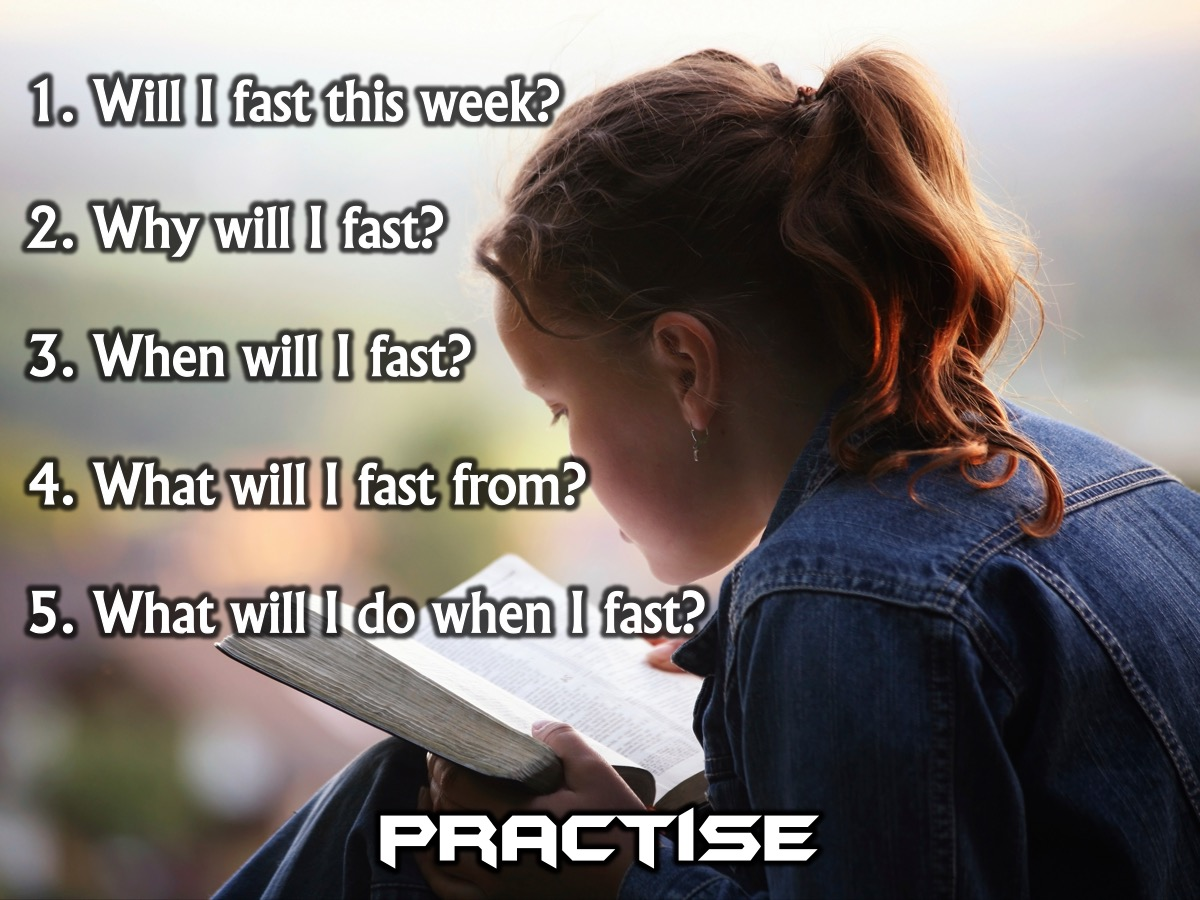 1. Will I fast this week?
2. Why will I fast?
3. When will I fast?
4. What will I fast from?
5. What will I do when I fast?
PRACTISE